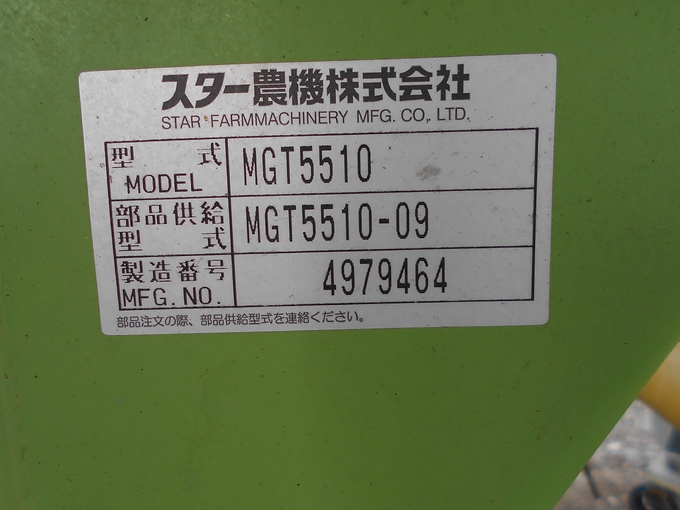 スター農機株式会社
STAR FARMMACHINERY MFG. CO., LTD.
型 式 MGT5510
MODEL
部品供給 MGT5510-09
型 式
製造番号 4979464
MFG. NO.
部品注文の際、部品供給型式を連絡ください。